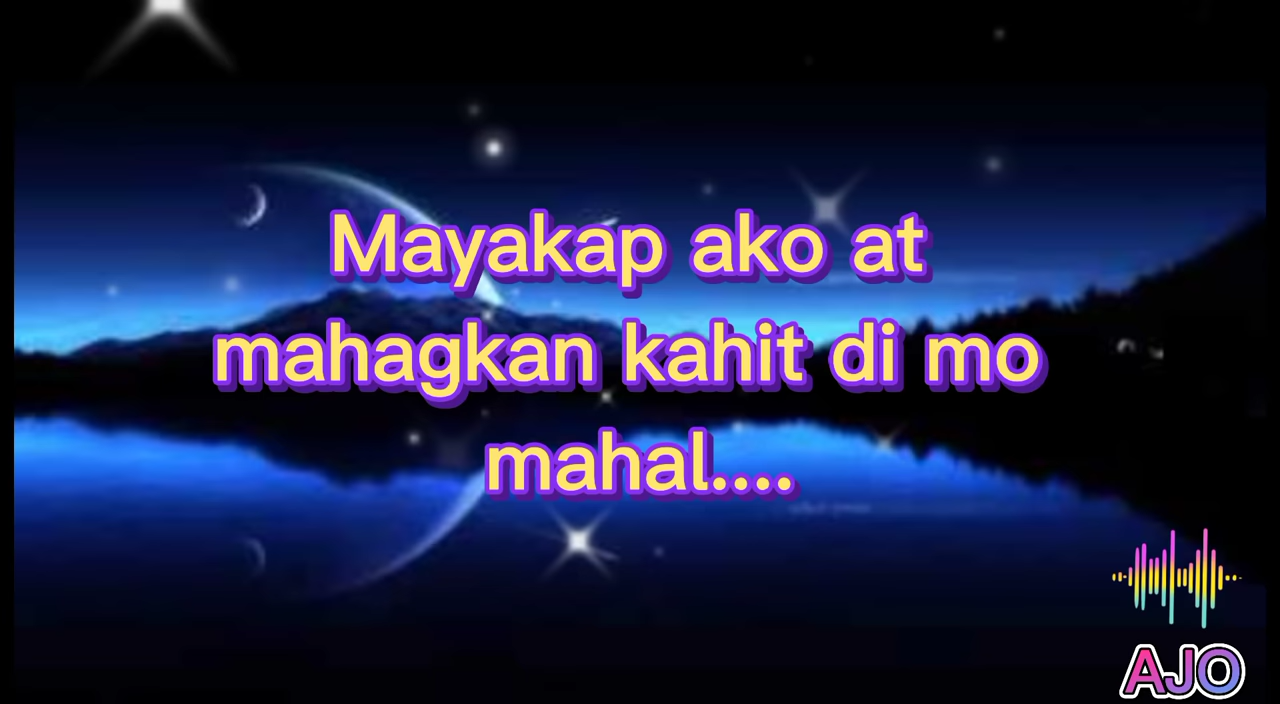 Mayakap ako at
mahagkan kahit di mo
mahal....
AJO